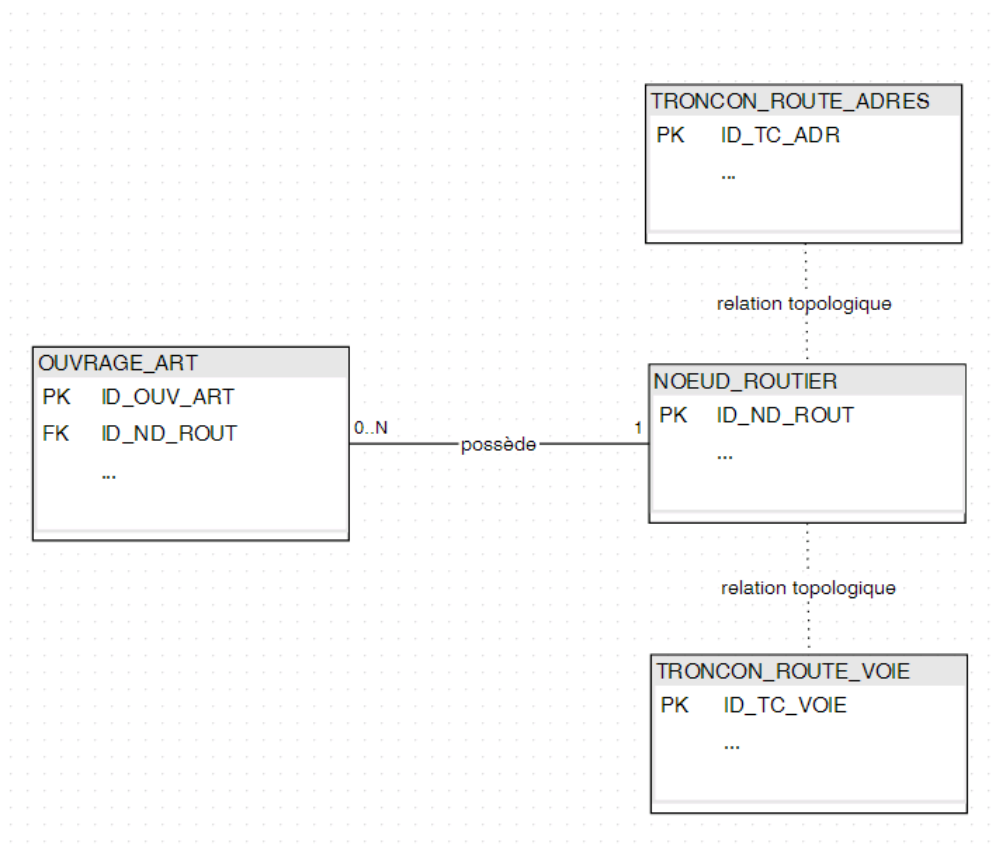 TRONCON_ROUTE_ADRES
PK ID_TC_ADR
...
relation topologique
OUVRAGE_ART
PK ID_OUV_ART
FK ID_ND_ROUT
...
0..N
possède
1
NOEUD_ROUTIER
PK ID_ND_ROUT
...
relation topologique
TRONCON_ROUTE_VOIE
PK ID_TC_VOIE
...